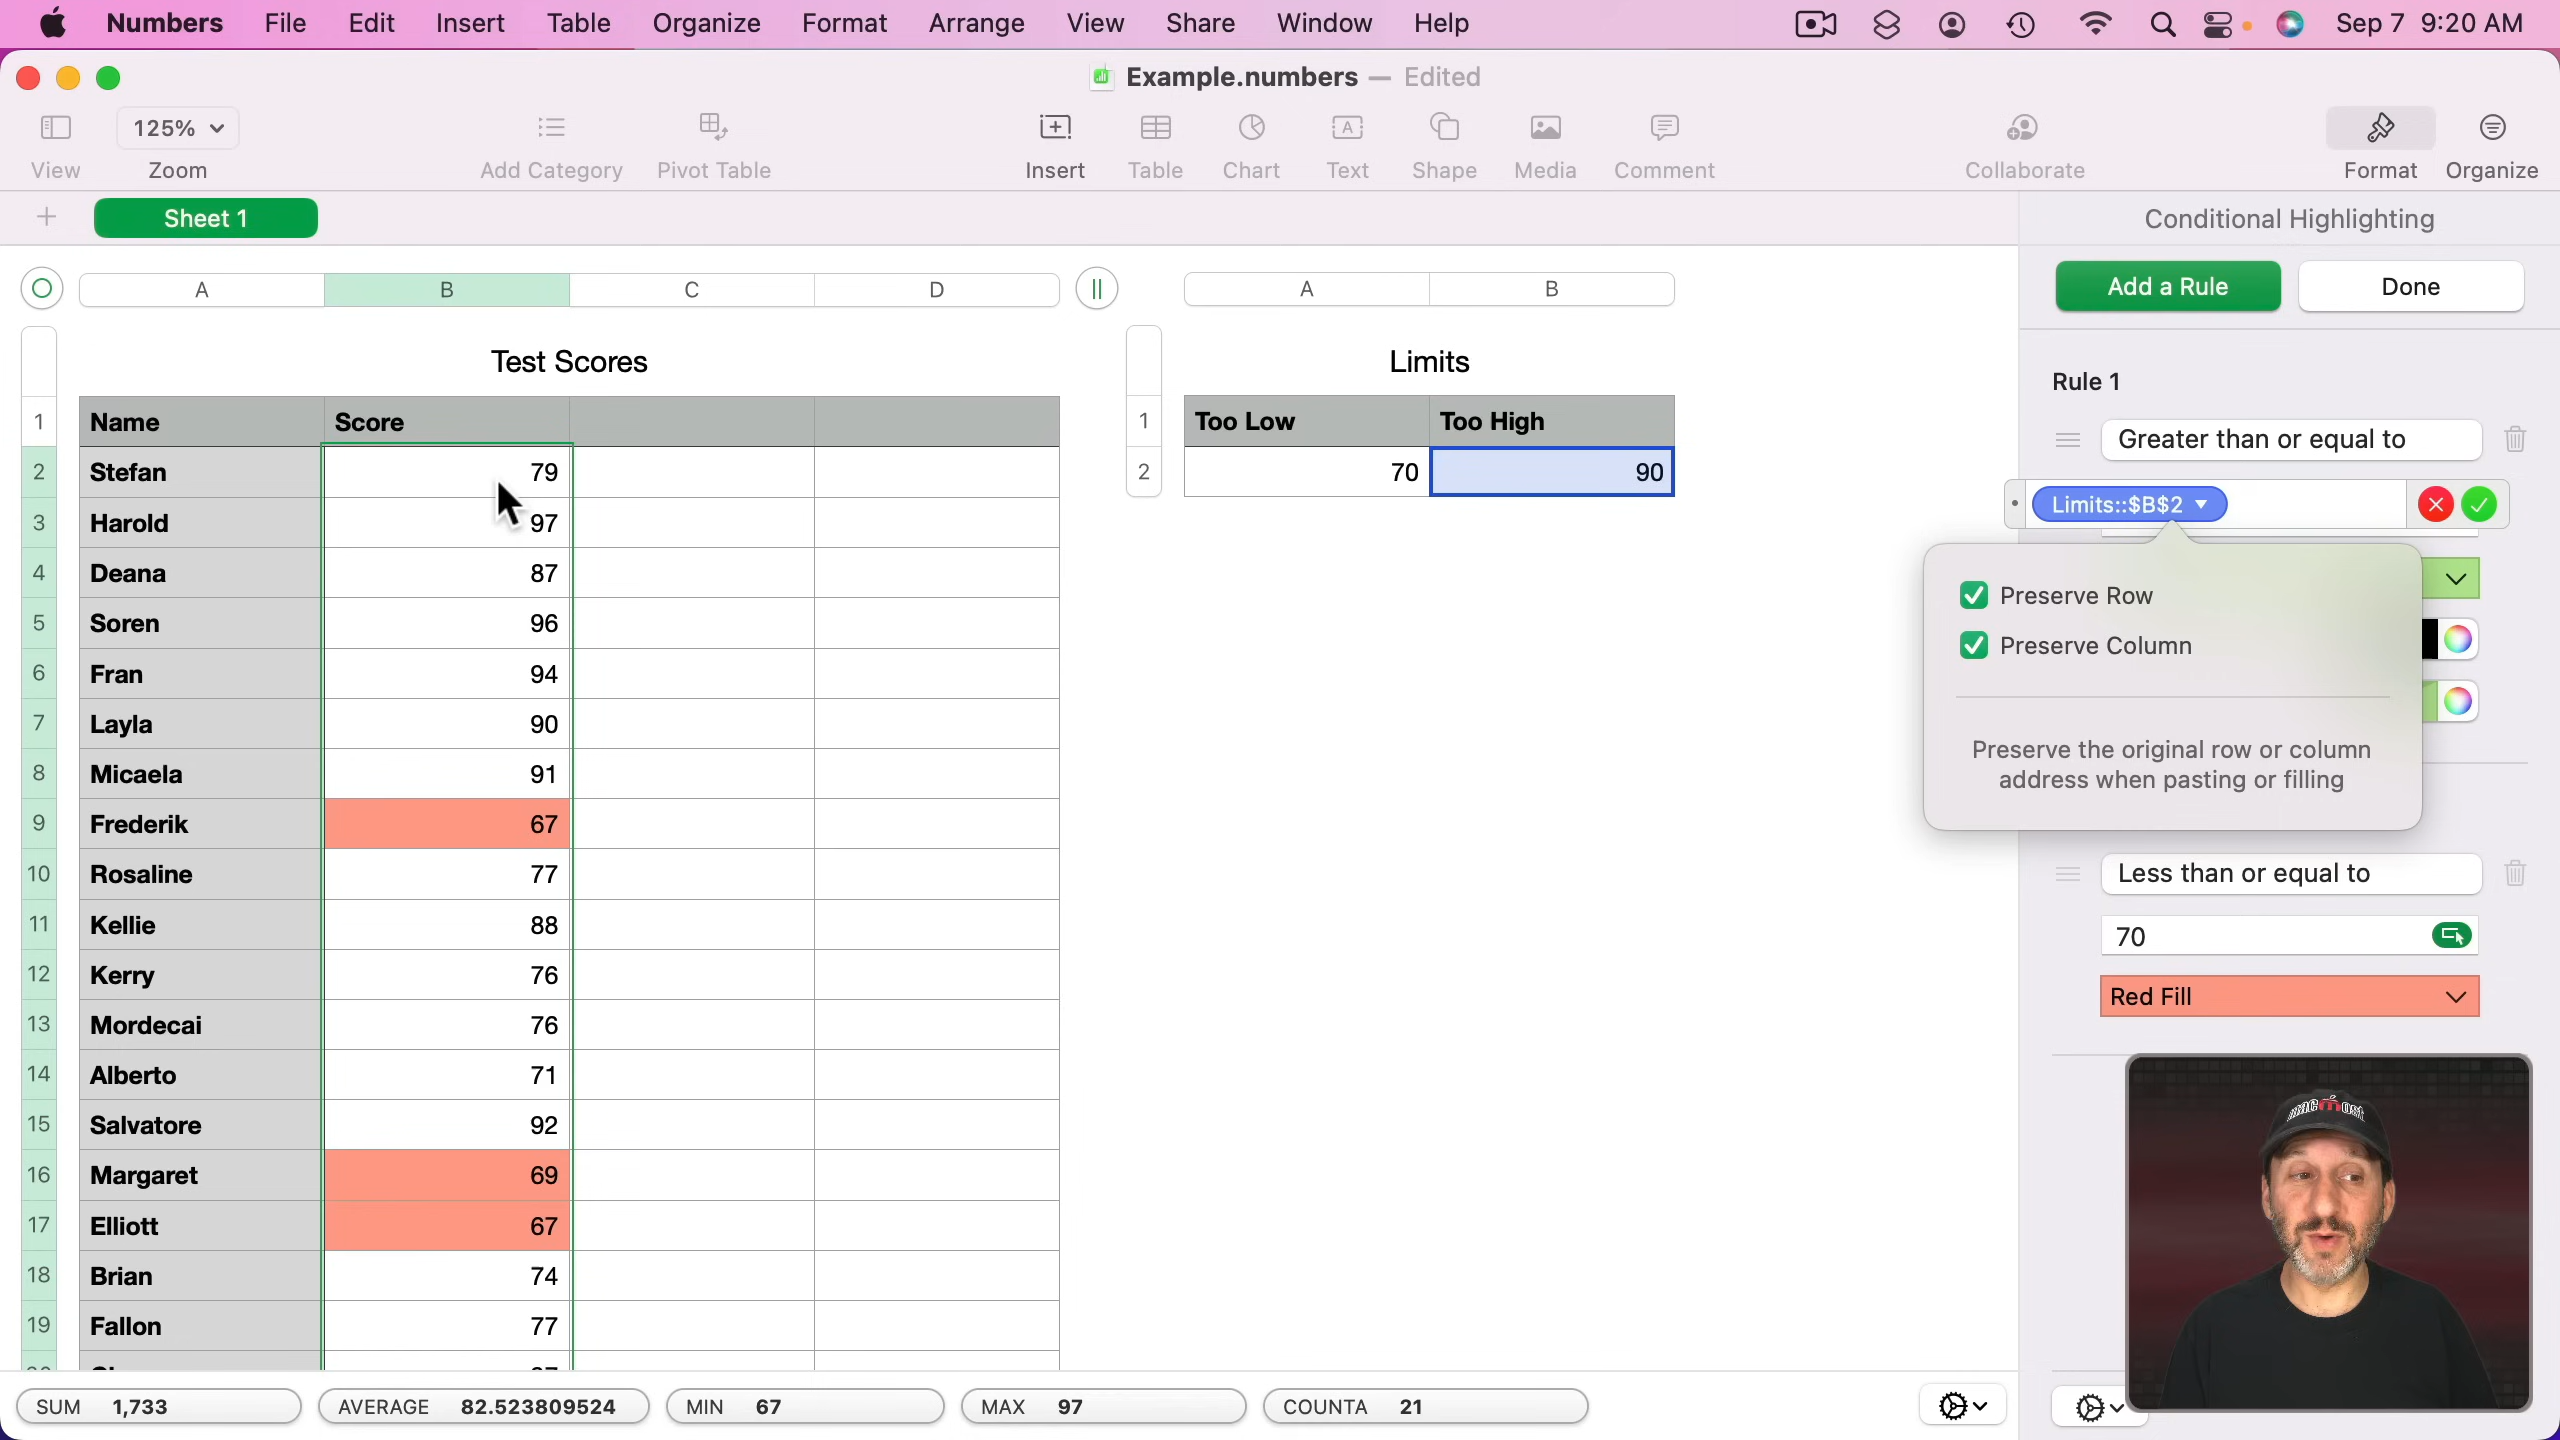 Numbers File Edit Insert Table Organize Format Arrange View Share Window Help Sep 7 9:20 AM
Example.numbers — Edited
125%
View Zoom Add Category Pivot Table Insert Table Chart Text Shape Media Comment Collaborate Format Organize
Sheet 1
Conditional Highlighting
Add a Rule Done
A B C D
A B
Test Scores
Limits
Rule 1
1 Name Score
1 Too Low Too High
Greater than or equal to
2 Stefan 79
2 70 90
Limits::$B$2
3 Harold 97
4 Deana 87
Preserve Row
5 Soren 96
Preserve Column
6 Fran 94
7 Layla 90
Preserve the original row or column
address when pasting or filling
8 Micaela 91
9 Frederik 67
10 Rosaline 77
Less than or equal to
11 Kellie 88
70
12 Kerry 76
Red Fill
13 Mordecai 76
14 Alberto 71
15 Salvatore 92
macmost
16 Margaret 69
17 Elliott 67
18 Brian 74
19 Fallon 77
SUM 1,733 AVERAGE 82.523809524 MIN 67 MAX 97 COUNTA 21